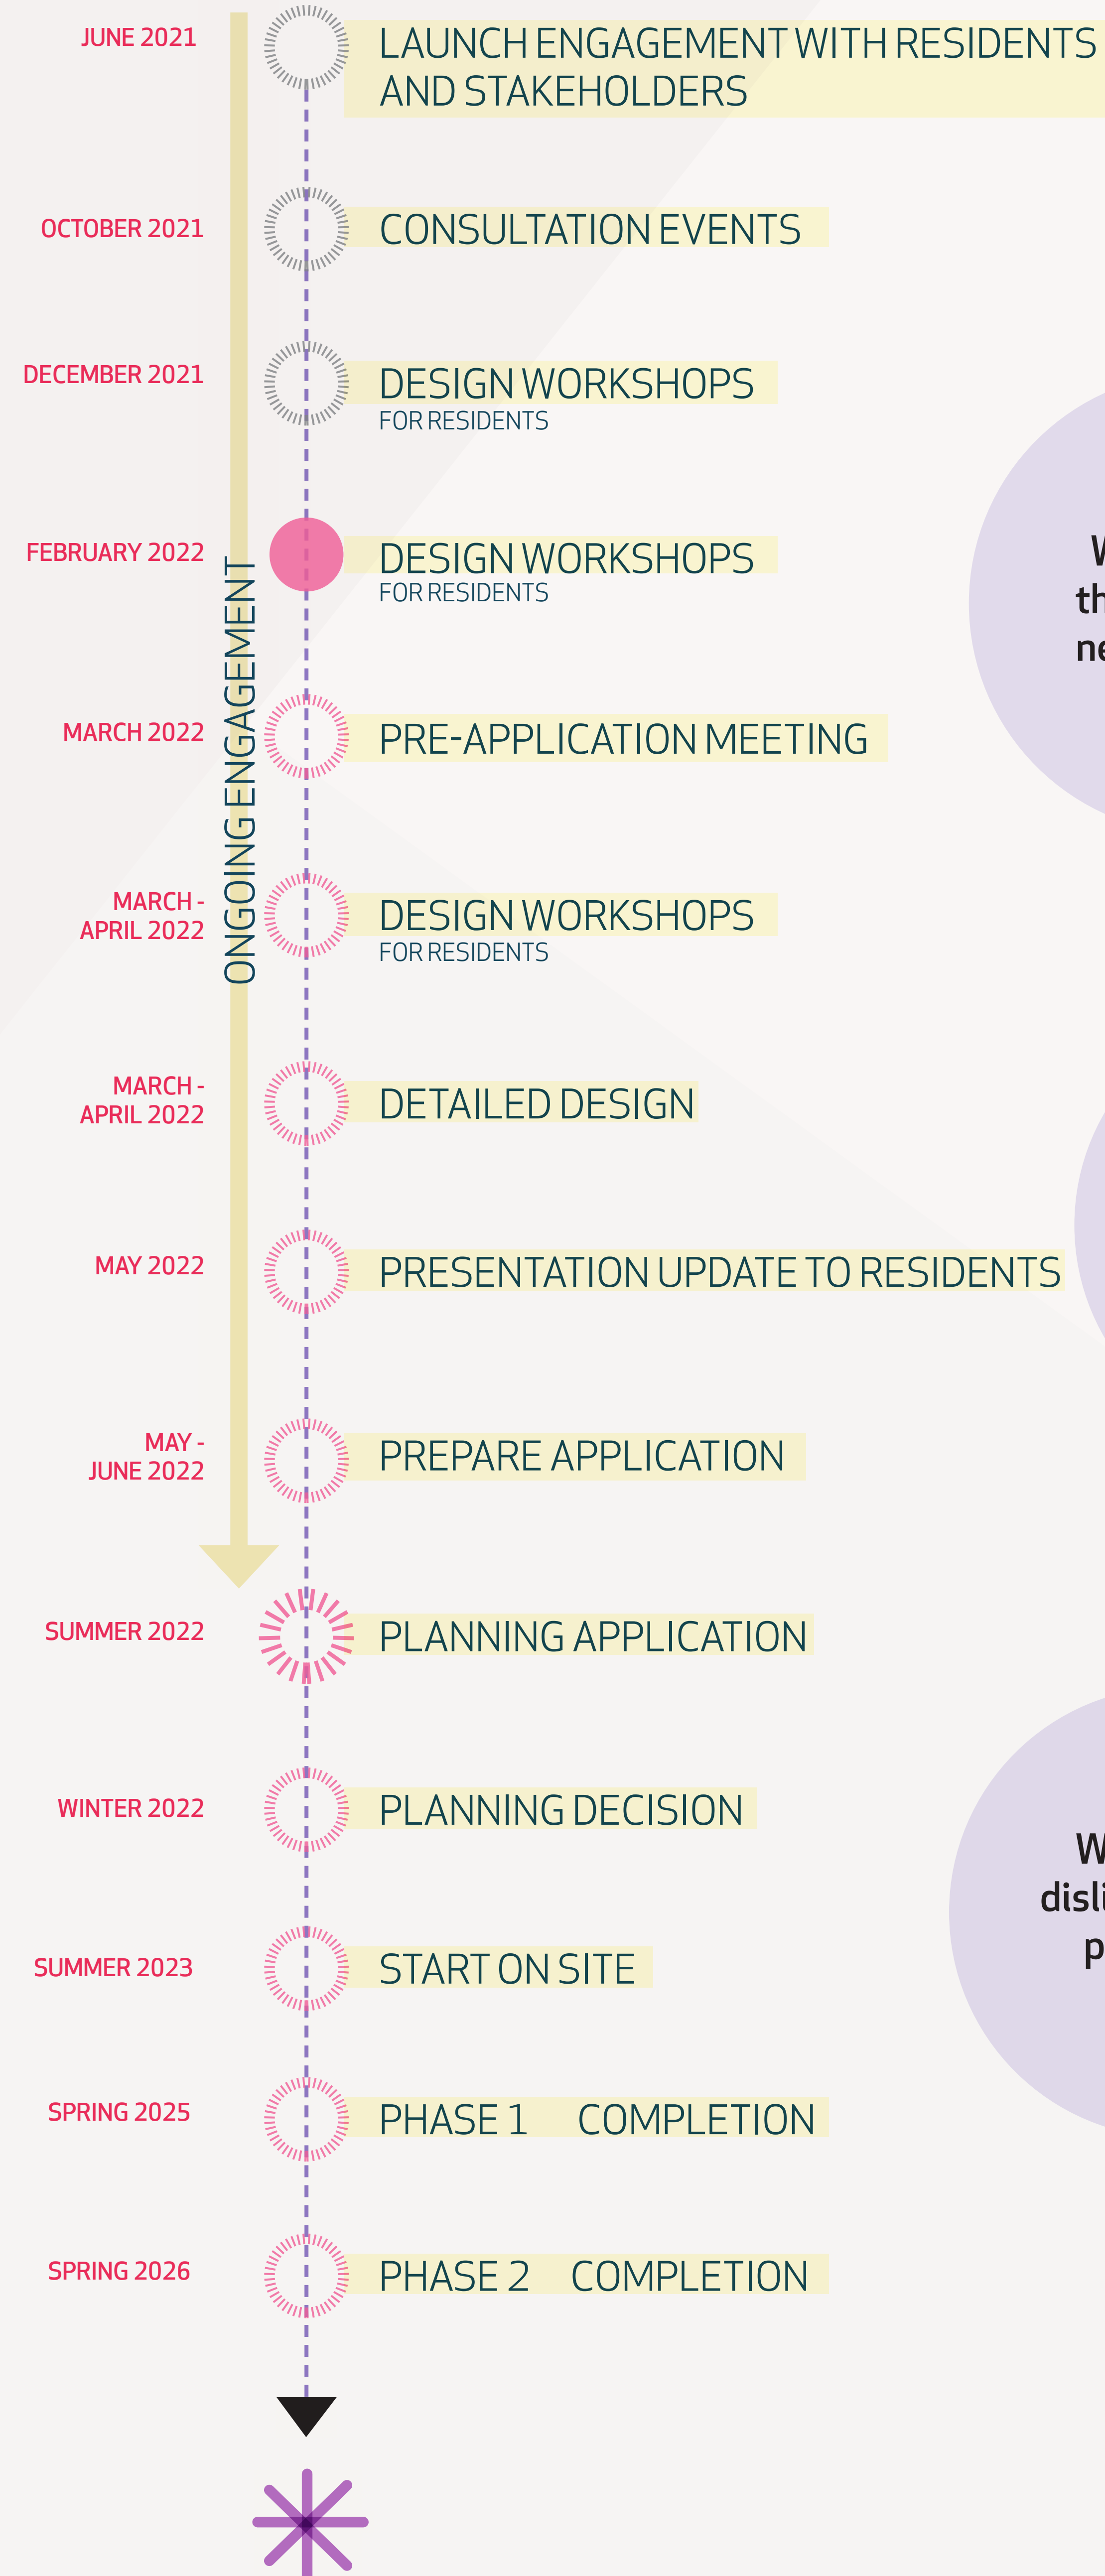 JUNE 2021
LAUNCH ENGAGEMENT WITH RESIDENTS
AND STAKEHOLDERS
OCTOBER 2021
CONSULTATION EVENTS
DECEMBER 2021
DESIGN WORKSHOPS
FOR RESIDENTS
FEBRUARY 2022
DESIGN WORKSHOPS
FOR RESIDENTS
ONGOING ENGAGEMENT
MARCH 2022
PRE-APPLICATION MEETING
MARCH -
APRIL 2022
DESIGN WORKSHOPS
FOR RESIDENTS
MARCH -
APRIL 2022
DETAILED DESIGN
MAY 2022
PRESENTATION UPDATE TO RESIDENTS
MAY -
JUNE 2022
PREPARE APPLICATION
SUMMER 2022
PLANNING APPLICATION
WINTER 2022
PLANNING DECISION
SUMMER 2023
START ON SITE
SPRING 2025
PHASE 1 COMPLETION
SPRING 2026
PHASE 2 COMPLETION